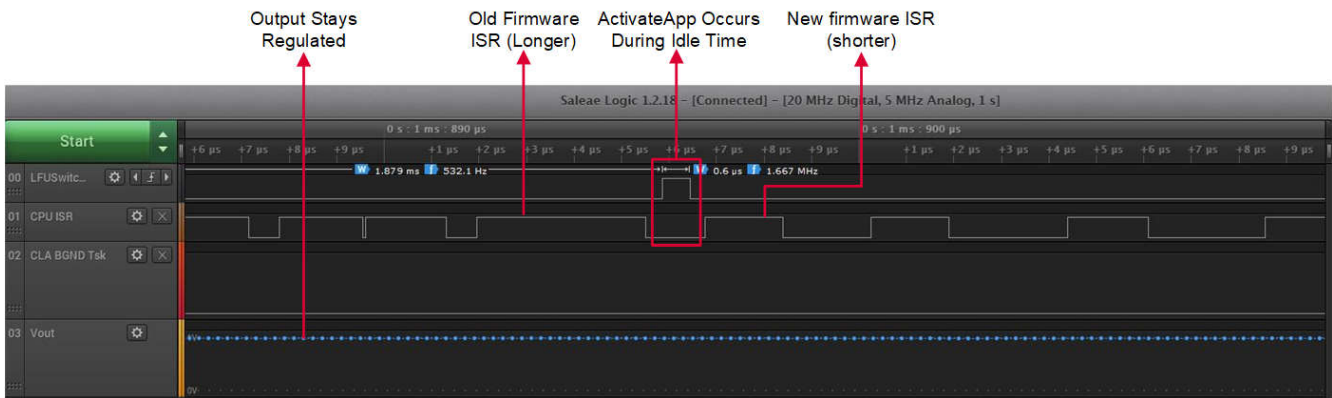 Output Stays
Regulated
Old Firmware
ISR (Longer)
ActivateApp Occurs
During Idle Time
New firmware ISR
(shorter)
Saleae Logic 1.2.18 - [Connected] - [20 MHz Digital, 5 MHz Analog, 1 s]
Start
0 s : 1 ms : 890 µs
0 s : 1 ms : 900 µs
+6 µs +7 µs +8 µs +9 µs +1 µs +2 µs +3 µs +4 µs +5 µs +6 µs +7 µs +8 µs +9 µs +1 µs +2 µs +3 µs +4 µs +5 µs +6 µs +7 µs +8 µs +9 µs
00 LFUSwitc...
W 1.879 ms f 532.1 Hz
W 0.6 µs f 1.667 MHz
01 CPU ISR
02 CLA BGND Tsk
03 Vout
0V